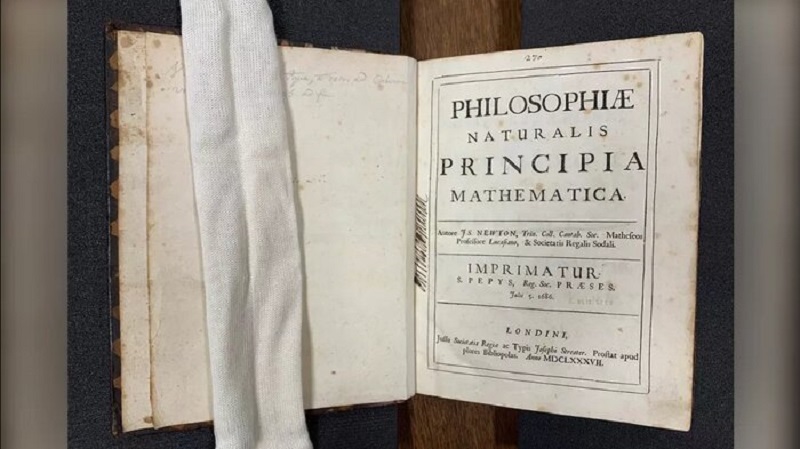 270
PHILOSOPHIÆ
NATURALIS
PRINCIPIA
MATHEMATICA.
Autore J.S. NEWTON, Trin. Coll. Cantab. Soc. Matheseos
Professore Lucasiano, & Societatis Regalis Sodali.
IMPRIMATUR.
S. PEPYS, Reg. Soc. PRÆSES.
Julii 5. 1686.
LONDINI,
Jussu Societatis Regiæ ac Typis Josephi Streater. Prostat apud
plures Bibliopolas. Anno MDCLXXXVII.